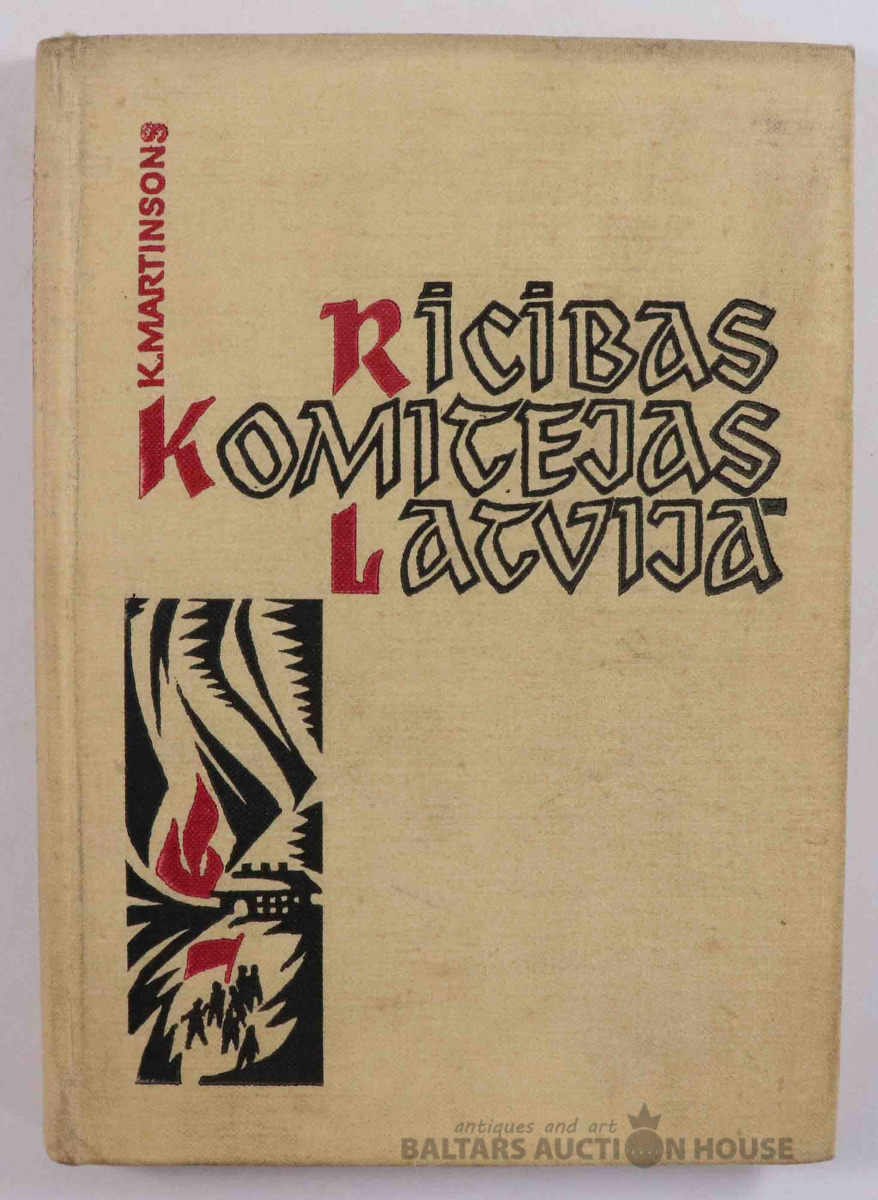 K.MARTINSONS
RĪCĪBAS
KOMITEJAS
LATVIJĀ
antiques and art
BALTARS AUCTION HOUSE